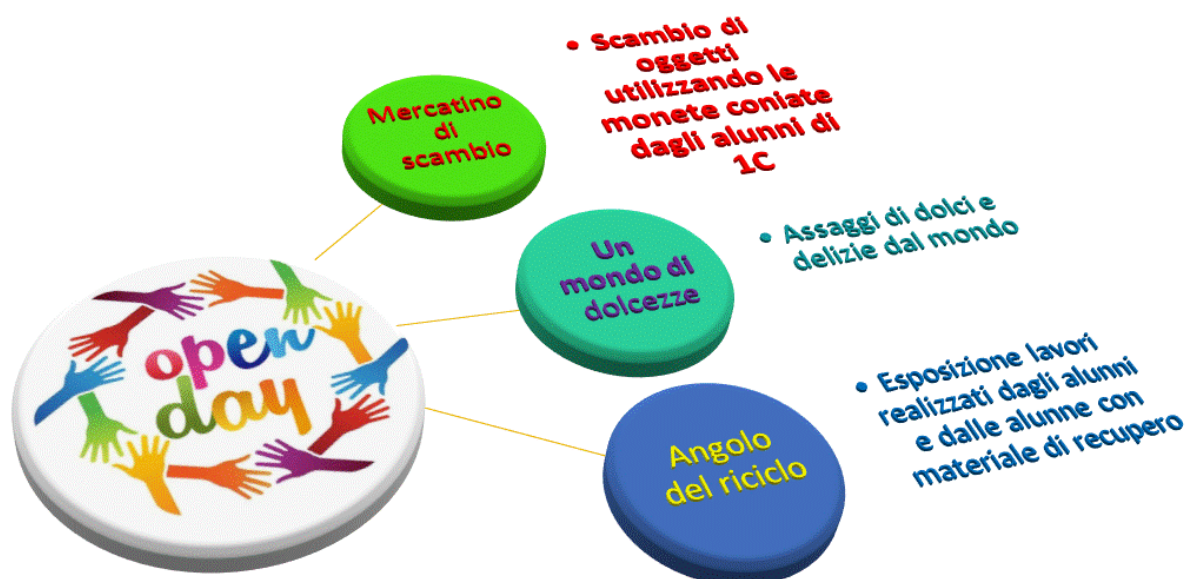 open
day
Mercatino
di
scambio
• Scambio di
oggetti
utilizzando le
monete coniate
dagli alunni di
1C
Un
mondo di
dolcezze
• Assaggi di dolci e
delizie dal mondo
Angolo
del riciclo
• Esposizione lavori
realizzati dagli alunni
e dalle alunne con
materiale di recupero